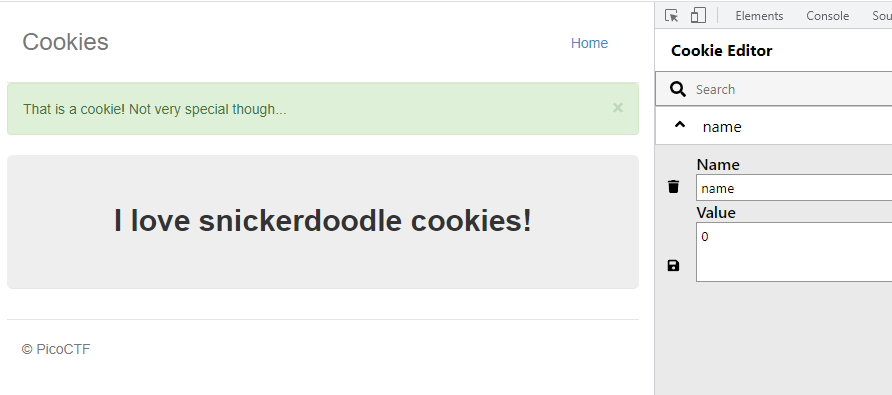 Cookies
Home
That is a cookie! Not very special though...
×
I love snickerdoodle cookies!
© PicoCTF
Elements Console Sou
Cookie Editor
Search
name
Name
name
Value
0